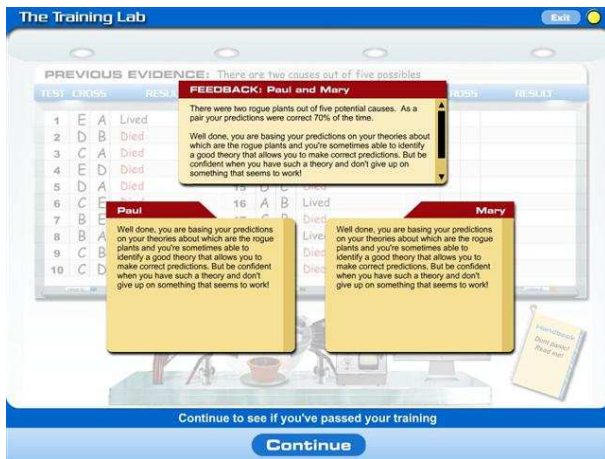 The Training Lab
Exit
PREVIOUS EVIDENCE: There are two causes out of five possibles
TEST CROSS RESULT
FEEDBACK: Paul and Mary
There were two rogue plants out of five potential causes. As a
pair your predictions were correct 70% of the time.
Well done, you are basing your predictions on your theories about
which are the rogue plants and you're sometimes able to identify
a good theory that allows you to make correct predictions. But be
confident when you have such a theory and don't give up on
something that seems to work!
CROSS RESULT
1 E A Lived
2 D B Died
3 C A Died
4 E D Died
5 D A Died
6 C E
7 B E
8 B A
9 C B
10 C D
15 D C Died
16 A B Lived
Paul
Well done, you are basing your predictions
on your theories about which are the rogue
plants and you're sometimes able to
identify a good theory that allows you to
make correct predictions. But be confident
when you have such a theory and don't
give up on something that seems to work!
Mary
Well done, you are basing your predictions
on your theories about which are the rogue
plants and you're sometimes able to
identify a good theory that allows you to
make correct predictions. But be confident
when you have such a theory and don't
give up on something that seems to work!
Handbook
Dont panic!
Read me!
Continue to see if you've passed your training
Continue